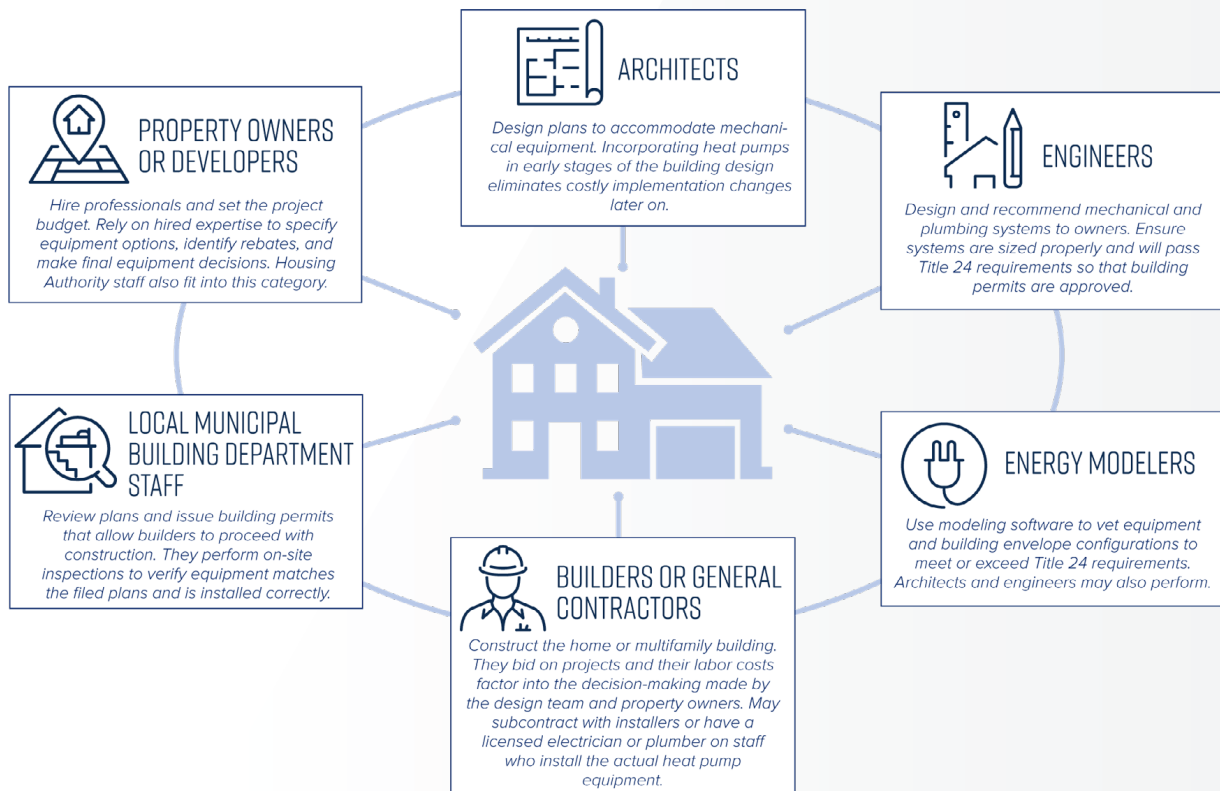 ARCHITECTS
Design plans to accommodate mechani-
cal equipment. Incorporating heat pumps
in early stages of the building design
eliminates costly implementation changes
later on.
PROPERTY OWNERS
OR DEVELOPERS
Hire professionals and set the project
budget. Rely on hired expertise to specify
equipment options, identify rebates, and
make final equipment decisions. Housing
Authority staff also fit into this category.
ENGINEERS
Design and recommend mechanical and
plumbing systems to owners. Ensure
systems are sized properly and will pass
Title 24 requirements so that building
permits are approved.
LOCAL MUNICIPAL
BUILDING DEPARTMENT
STAFF
Review plans and issue building permits
that allow builders to proceed with
construction. They perform on-site
inspections to verify equipment matches
the filed plans and is installed correctly.
ENERGY MODELERS
Use modeling software to vet equipment
and building envelope configurations to
meet or exceed Title 24 requirements.
Architects and engineers may also perform.
BUILDERS OR GENERAL
CONTRACTORS
Construct the home or multifamily building.
They bid on projects and their labor costs
factor into the decision-making made by
the design team and property owners. May
subcontract with installers or have a
licensed electrician or plumber on staff
who install the actual heat pump
equipment.